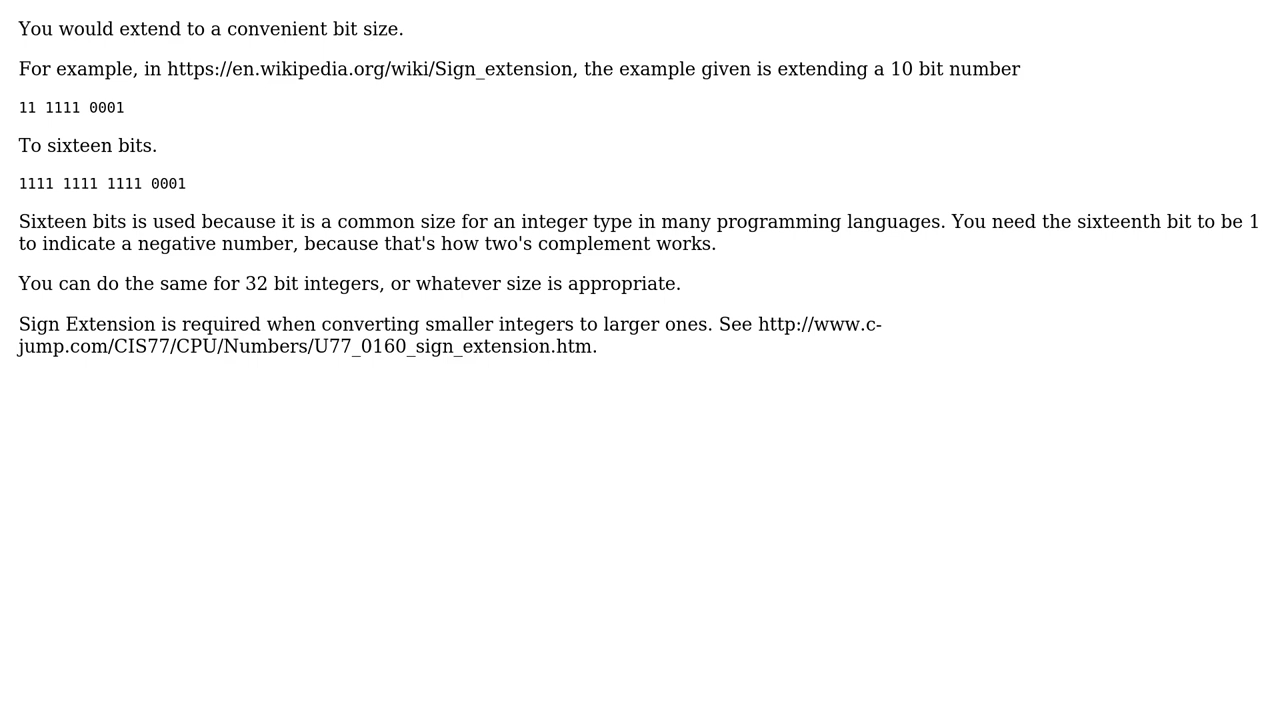 You would extend to a convenient bit size.
For example, in https://en.wikipedia.org/wiki/Sign_extension, the example given is extending a 10 bit number
11 1111 0001
To sixteen bits.
1111 1111 1111 0001
Sixteen bits is used because it is a common size for an integer type in many programming languages. You need the sixteenth bit to be 1
to indicate a negative number, because that's how two's complement works.
You can do the same for 32 bit integers, or whatever size is appropriate.
Sign Extension is required when converting smaller integers to larger ones. See http://www.c-
jump.com/CIS77/CPU/Numbers/U77_0160_sign_extension.htm.